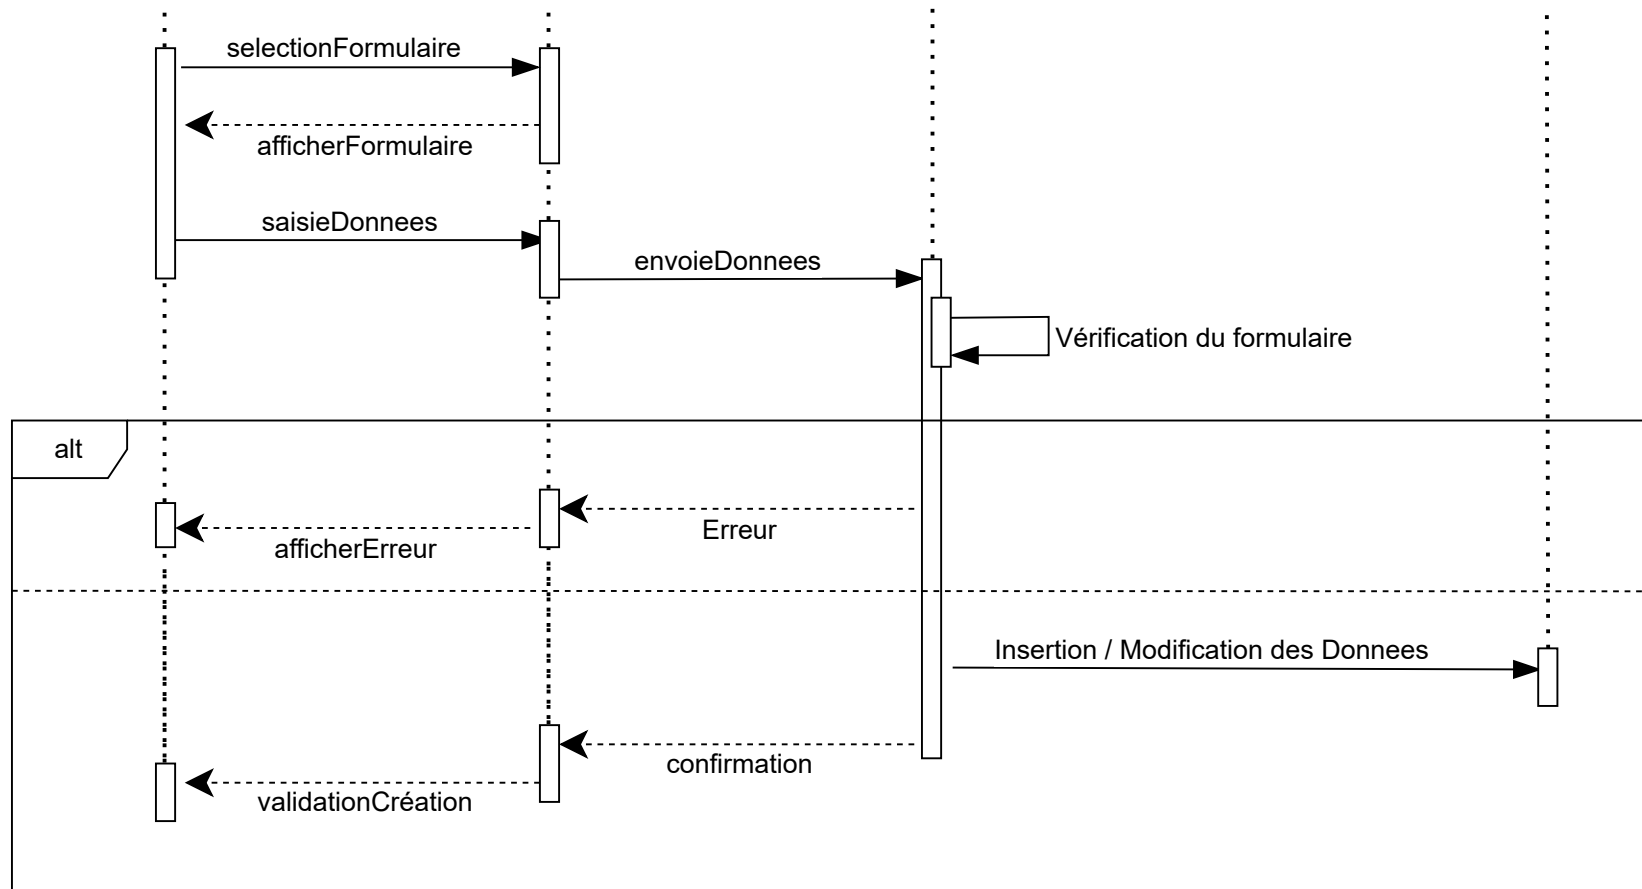 selectionFormulaire
afficherFormulaire
saisieDonnees
envoieDonnees
Vérification du formulaire
alt
Erreur
afficherErreur
Insertion / Modification des Donnees
confirmation
validationCréation